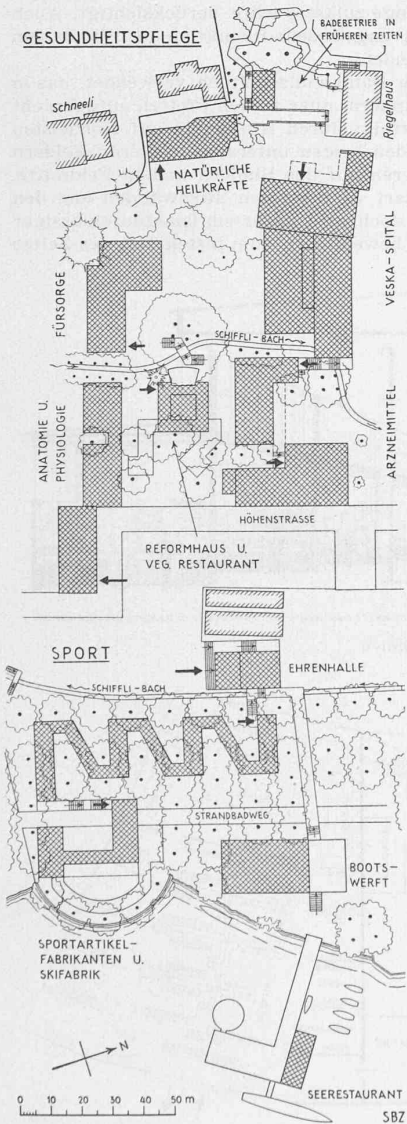 GESUNDHEITSPFLEGE
BADEBETRIEB IN
FRÜHEREN ZEITEN
Schneeli
Riegelhaus
NATÜRLICHE
HEILKRÄFTE
VESKA-SPITAL
FÜRSORGE
SCHIFFLI-BACH
ANATOMIE U.
PHYSIOLOGIE
ARZNEIMITTEL
HÖHENSTRASSE
REFORMHAUS U.
VEG. RESTAURANT
SPORT
EHRENHALLE
SCHIFFLI-BACH
STRANDBADWEG
BOOTS-
WERFT
SPORTARTIKEL-
FABRIKANTEN U.
SKIFABRIK
N
SEERESTAURANT
0 10 20 30 40 50 m
SBZ